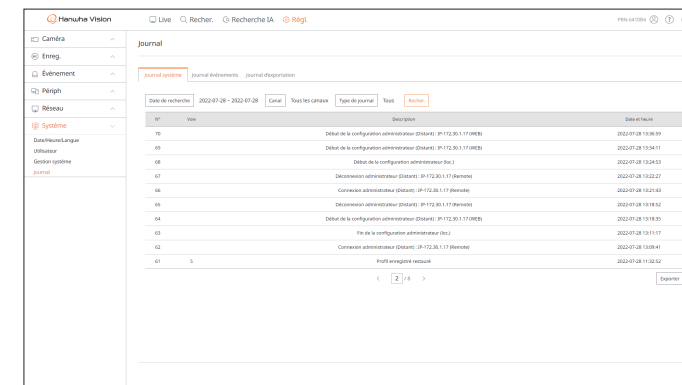 Hanwha Vision
Live Recher. Recherche IA Régl.
Caméra
Enreg.
Événement
Périph
Réseau
Système
Date/Heure/Langue
Utilisateur
Gestion système
Journal
Journal
Journal système Journal événements Journal d'exportation
Date de recherche 2022-07-28 ~ 2022-07-28 Canal Tous les canaux Type de journal Tous Recher.
N° Voie Description Date et heure
70 Début de la configuration administrateur (Distant) : IP-172.30.1.17 (WEB) 2022-07-28 13:36:59
69 Début de la configuration administrateur (Distant) : IP-172.30.1.17 (WEB) 2022-07-28 13:34:11
68 Début de la configuration administrateur (loc.) 2022-07-28 13:24:53
67 Déconnexion administrateur (Distant) : IP-172.30.1.17 (Remote) 2022-07-28 13:22:27
66 Connexion administrateur (Distant) : IP-172.30.1.17 (Remote) 2022-07-28 13:21:43
65 Déconnexion administrateur (Distant) : IP-172.30.1.17 (Remote) 2022-07-28 13:18:52
64 Début de la configuration administrateur (Distant) : IP-172.30.1.17 (WEB) 2022-07-28 13:18:35
63 Fin de la configuration administrateur (loc.) 2022-07-28 13:11:17
62 Connexion administrateur (Distant) : IP-172.30.1.17 (Remote) 2022-07-28 13:09:41
61 5 Profil enregistré restauré 2022-07-28 11:32:52
< 2 / 8 >
Exporter